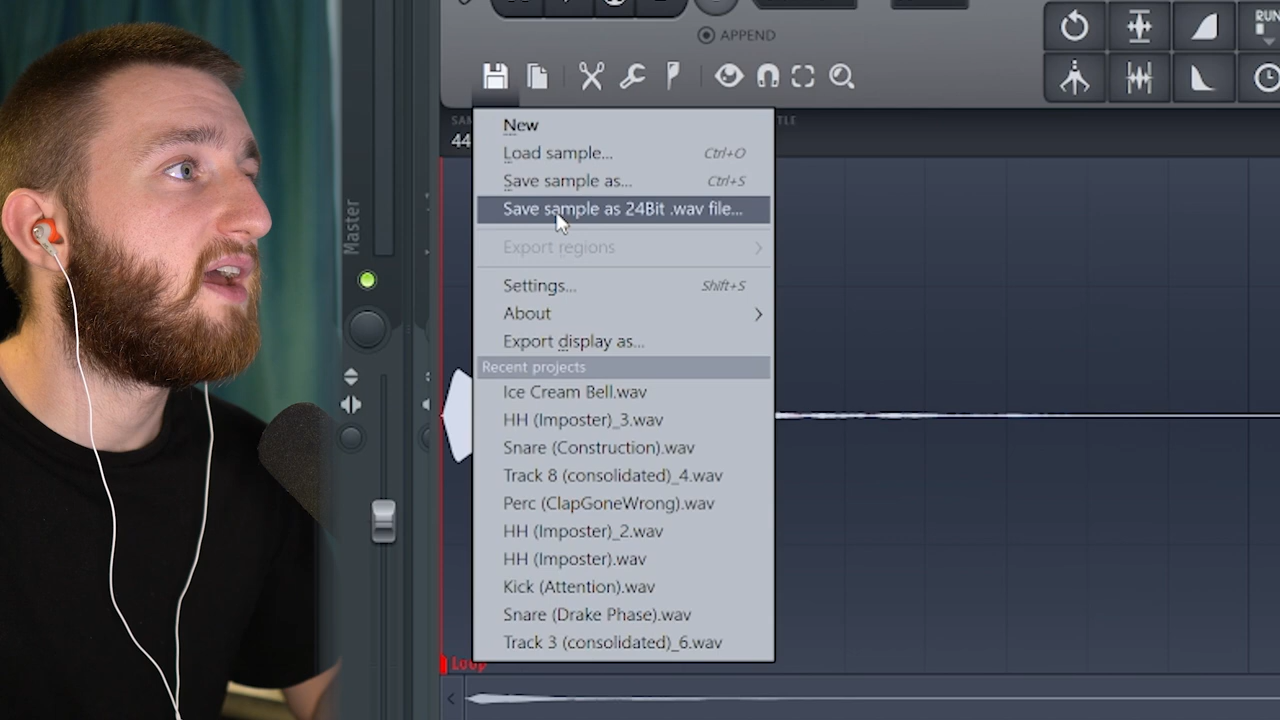 RUN
APPEND
TLE
44
New
Load sample... Ctrl+O
Save sample as... Ctrl+S
Save sample as 24Bit .wav file...
Export regions
Settings... Shift+S
About
Export display as...
Recent projects
Ice Cream Bell.wav
HH (Imposter)_3.wav
Snare (Construction).wav
Track 8 (consolidated)_4.wav
Perc (ClapGoneWrong).wav
HH (Imposter)_2.wav
HH (Imposter).wav
Kick (Attention).wav
Snare (Drake Phase).wav
Track 3 (consolidated)_6.wav
Loop
Master